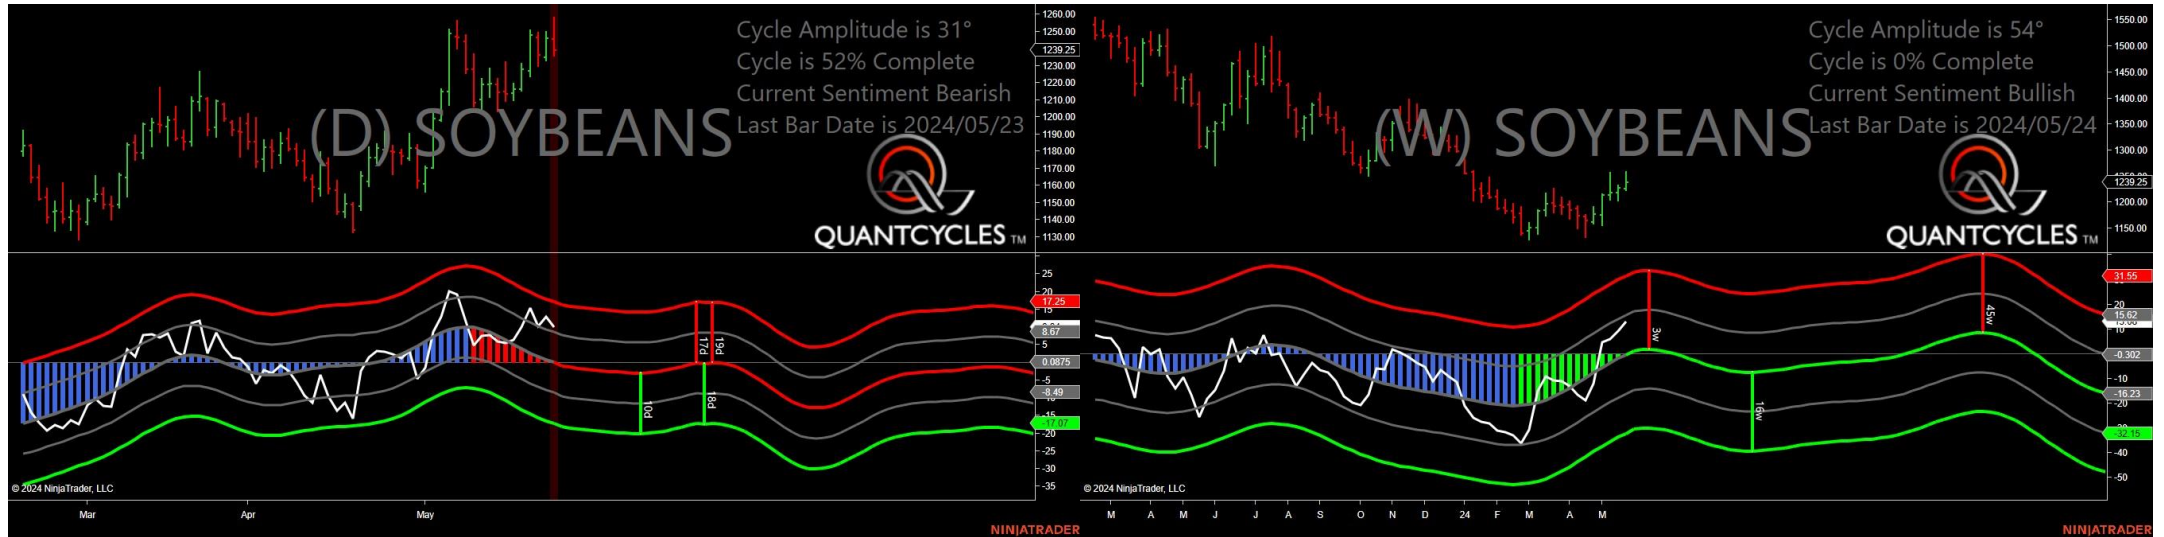 (D) SOYBEANS
Cycle Amplitude is 31°
Cycle is 52% Complete
Current Sentiment Bearish
Last Bar Date is 2024/05/23
QUANTCYCLES TM
1260.00
1250.00
1239.25
1230.00
1220.00
1210.00
1200.00
1190.00
1180.00
1170.00
1160.00
1150.00
1140.00
1130.00
25
20
17.25
8.67
5
0.0875
-5
-8.49
-15
-17.07
-20
-25
-30
-35
17d
19d
10d
18d
© 2024 NinjaTrader, LLC
Mar
Apr
May
NINJATRADER
(W) SOYBEANS
Cycle Amplitude is 54°
Cycle is 0% Complete
Current Sentiment Bullish
Last Bar Date is 2024/05/24
QUANTCYCLES TM
1550.00
1500.00
1450.00
1400.00
1350.00
1300.00
1239.25
1200.00
1150.00
31.55
20
15.62
-0.302
-10
-16.23
-20
-32.15
-40
-50
3w
45w
16w
© 2024 NinjaTrader, LLC
M
A
M
J
J
A
S
O
N
D
24
F
M
A
M
NINJATRADER